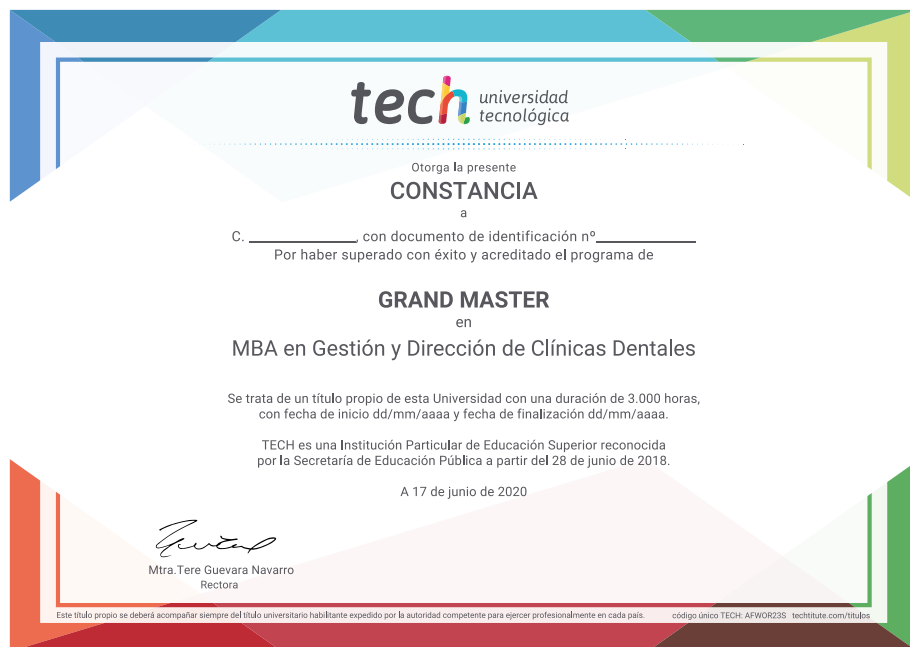 tech universidad
tecnológica
Otorga la presente
CONSTANCIA
a
C. ____________, con documento de identificación nº____________
Por haber superado con éxito y acreditado el programa de
GRAND MASTER
en
MBA en Gestión y Dirección de Clínicas Dentales
Se trata de un título propio de esta Universidad con una duración de 3.000 horas,
con fecha de inicio dd/mm/aaaa y fecha de finalización dd/mm/aaaa.
TECH es una Institución Particular de Educación Superior reconocida
por la Secretaría de Educación Pública a partir del 28 de junio de 2018.
A 17 de junio de 2020
Mtra.Tere Guevara Navarro
Rectora
Este título propio se deberá acompañar siempre del título universitario habilitante expedido por la autoridad competente para ejercer profesionalmente en cada país. código único TECH: AFWOR23S techtitute.com/titulos